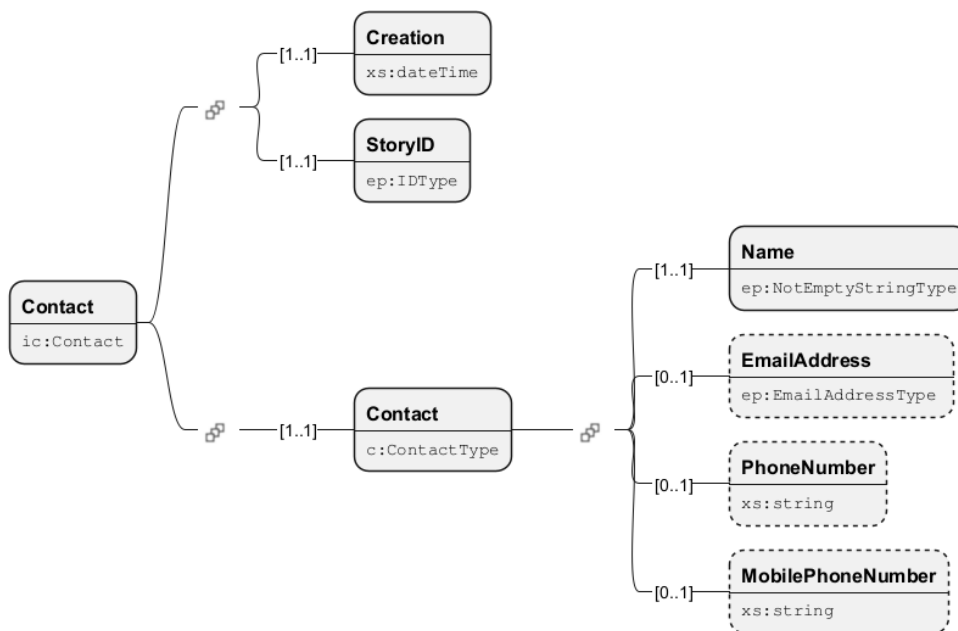 [1..1]
Creation
xs:dateTime
[1..1]
StoryID
ep:IDType
Contact
ic:Contact
[1..1]
Contact
c:ContactType
[1..1]
Name
ep:NotEmptyStringType
[0..1]
EmailAddress
ep:EmailAddressType
[0..1]
PhoneNumber
xs:string
[0..1]
MobilePhoneNumber
xs:string